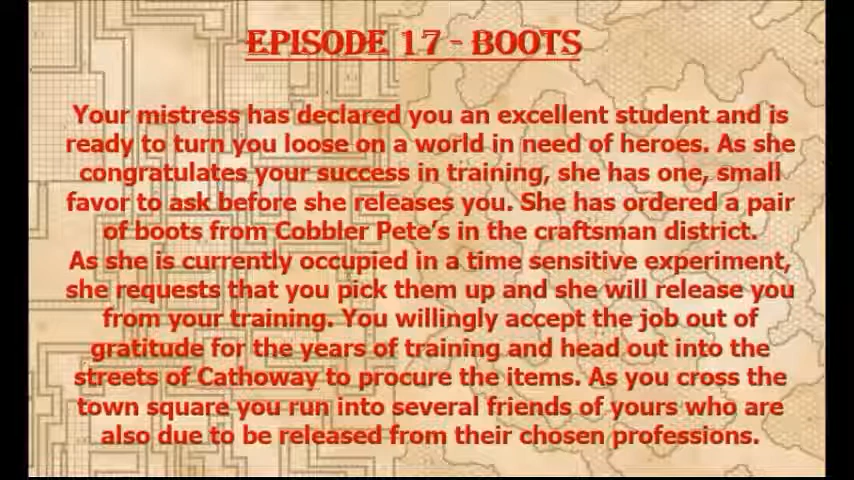 EPISODE 17 - BOOTS
Your mistress has declared you an excellent student and is
ready to turn you loose on a world in need of heroes. As she
congratulates your success in training, she has one, small
favor to ask before she releases you. She has ordered a pair
of boots from Cobbler Pete's in the craftsman district.
As she is currently occupied in a time sensitive experiment,
she requests that you pick them up and she will release you
from your training. You willingly accept the job out of
gratitude for the years of training and head out into the
streets of Cathoway to procure the items. As you cross the
town square you run into several friends of yours who are
also due to be released from their chosen professions.